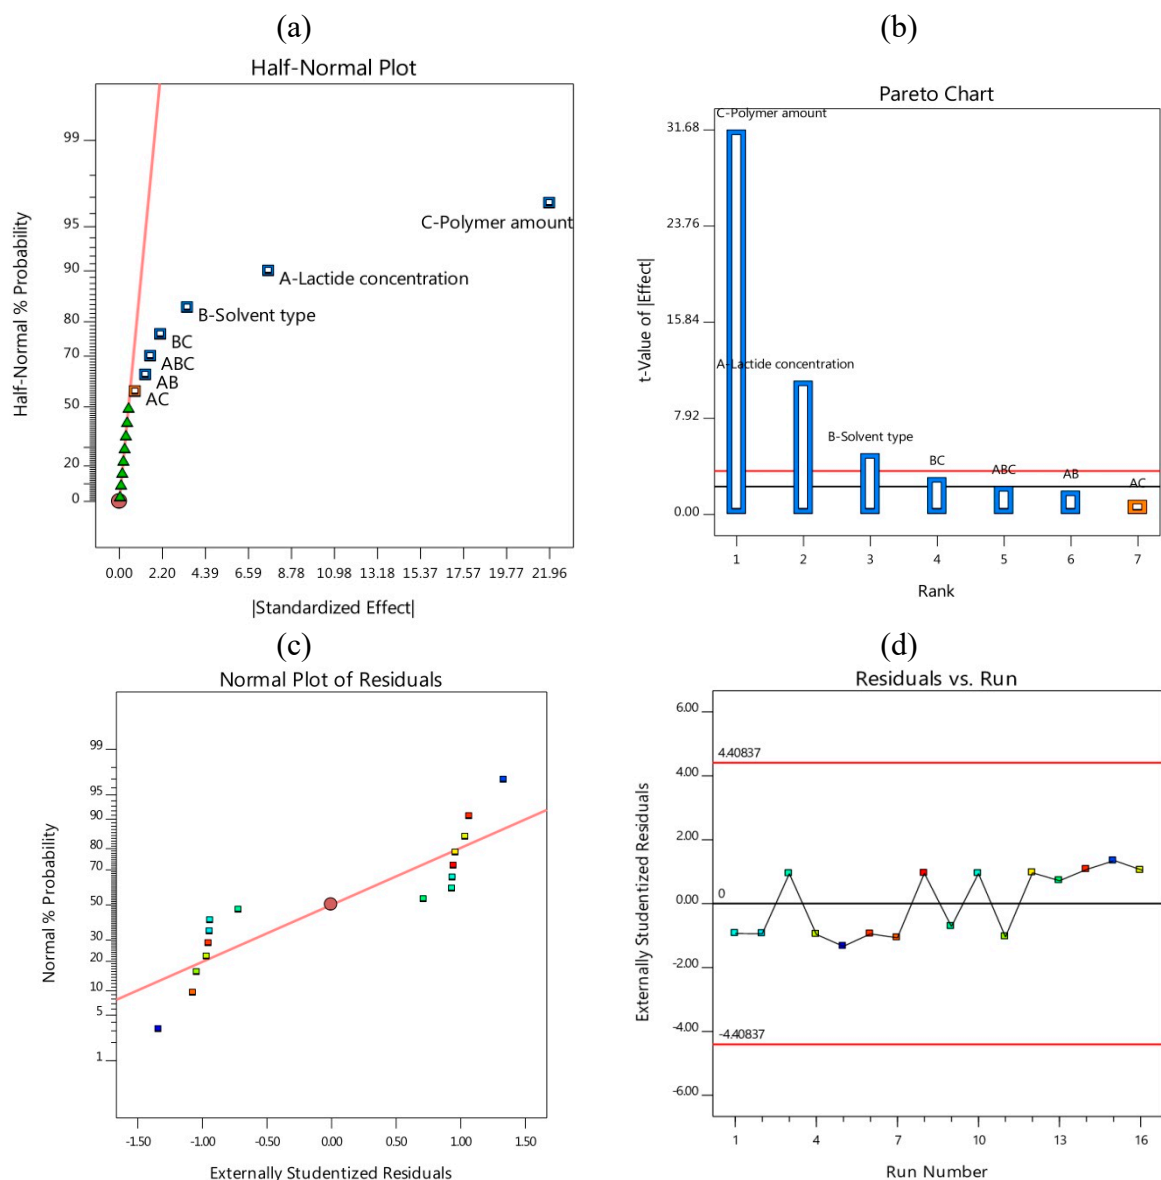 (a)
Half-Normal Plot
Half-Normal % Probability
99
95
90
80
70
50
20
0
C-Polymer amount
A-Lactide concentration
B-Solvent type
BC
ABC
AB
AC
0.00 2.20 4.39 6.59 8.78 10.98 13.18 15.37 17.57 19.77 21.96
|Standardized Effect|
(b)
Pareto Chart
t-Value of |Effect|
31.68
23.76
15.84
7.92
0.00
C-Polymer amount
A-Lactide concentration
B-Solvent type
BC
ABC
AB
AC
1 2 3 4 5 6 7
Rank
(c)
Normal Plot of Residuals
Normal % Probability
99
95
90
80
70
50
30
20
10
5
1
-1.50 -1.00 -0.50 0.00 0.50 1.00 1.50
Externally Studentized Residuals
(d)
Residuals vs. Run
Externally Studentized Residuals
6.00
4.00
2.00
0.00
-2.00
-4.00
-6.00
4.40837
0
-4.40837
1 4 7 10 13 16
Run Number